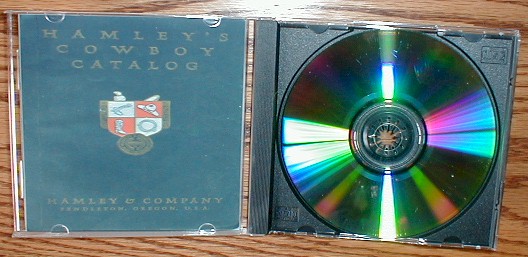 HAMLEY'S
COWBOY
CATALOG
HAMLEY & COMPANY
PENDLETON, OREGON, U.S.A.